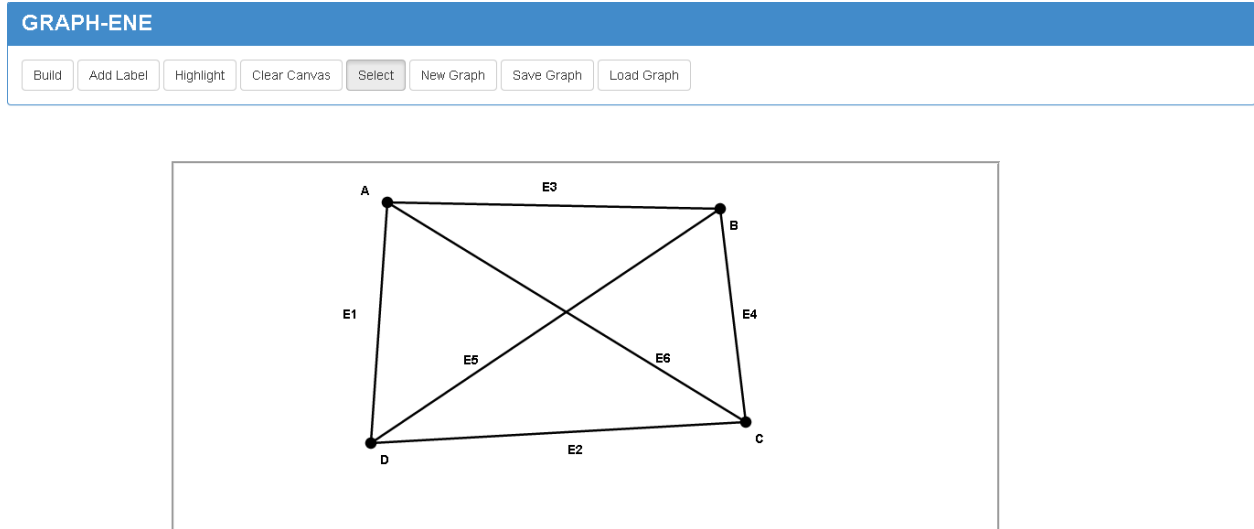 GRAPH-ENE
Build Add Label Highlight Clear Canvas Select New Graph Save Graph Load Graph
E3
A
B
E1
E4
E5
E6
C
E2
D